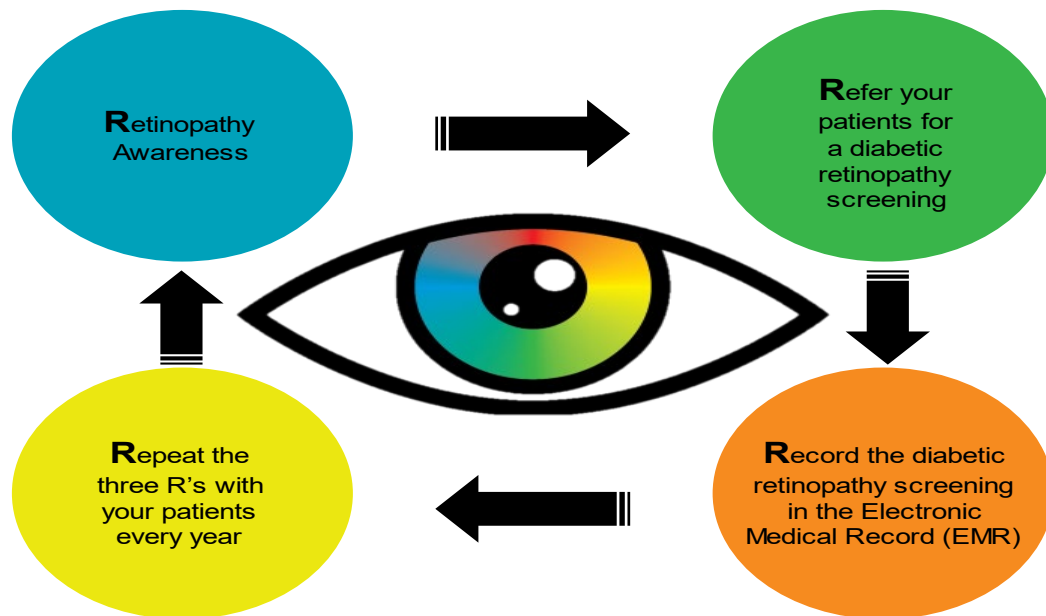 Retinopathy
Awareness
Refer your
patients for
a diabetic
retinopathy
screening
Record the diabetic
retinopathy screening
in the Electronic
Medical Record (EMR)
Repeat the
three R's with
your patients
every year